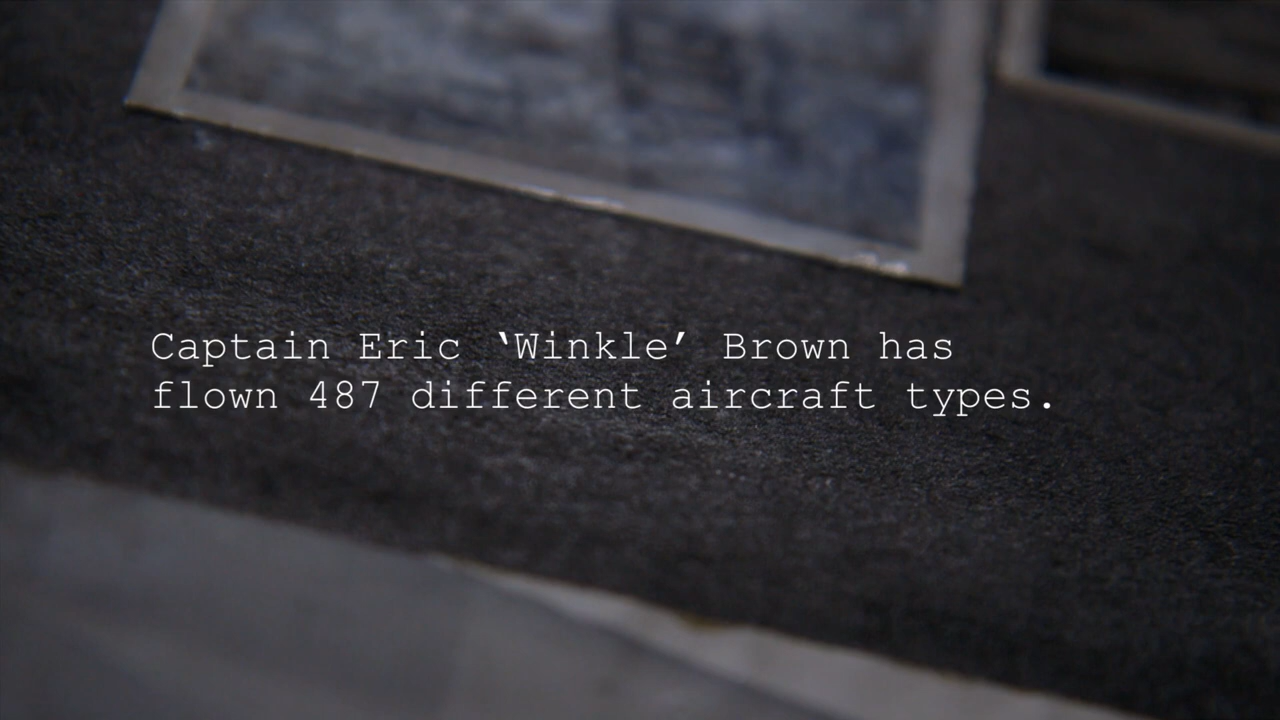 Captain Eric ‘Winkle’ Brown has
flown 487 different aircraft types.